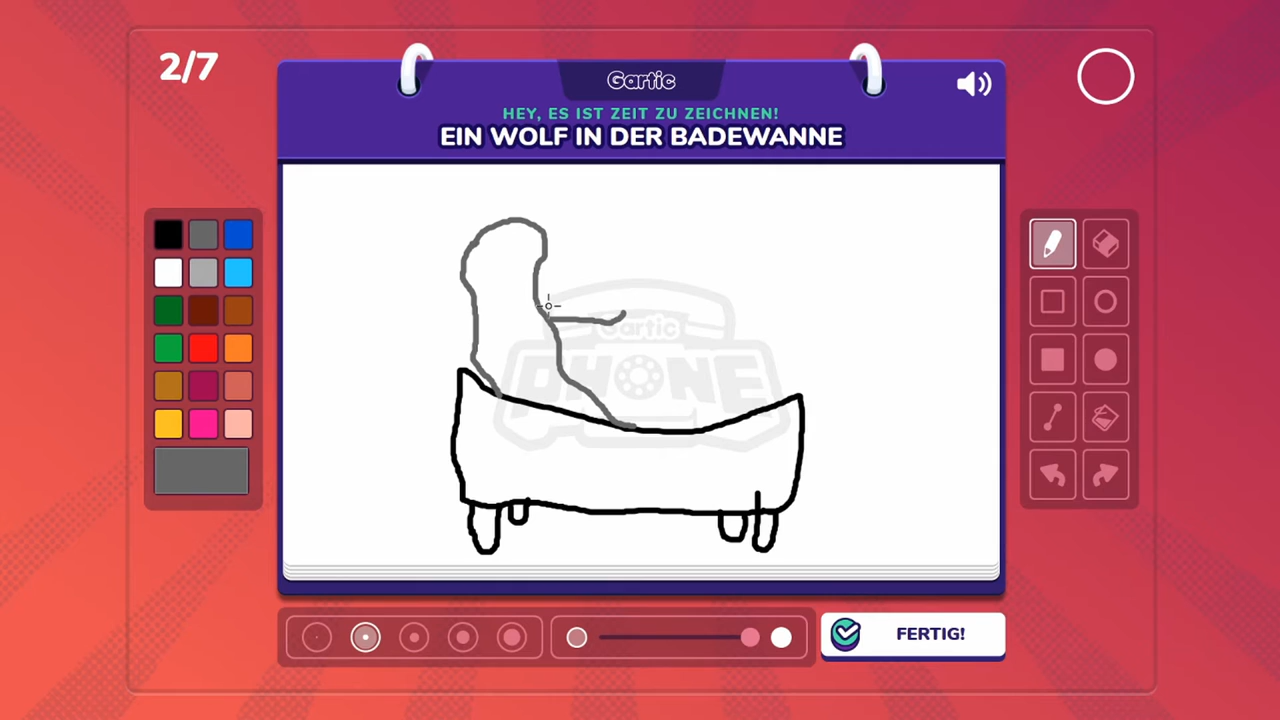 2/7
Gartic
HEY, ES IST ZEIT ZU ZEICHNEN!
EIN WOLF IN DER BADEWANNE
Gartic
PHONE
FERTIG!